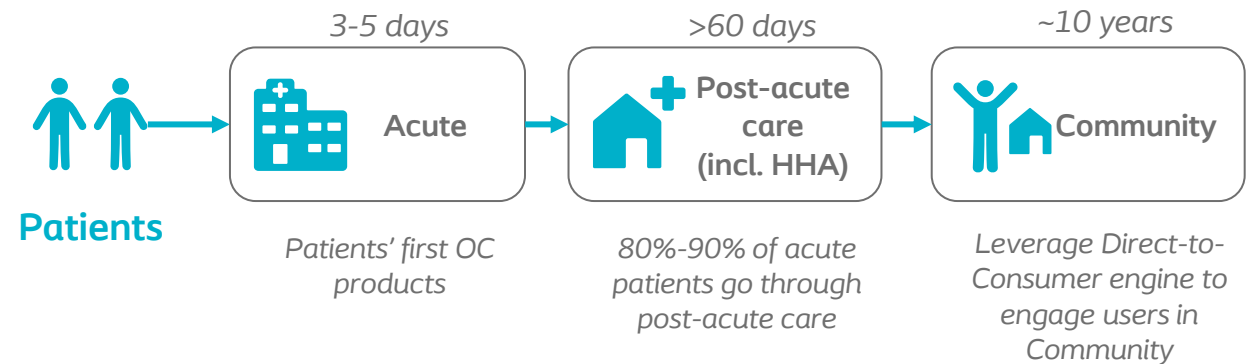 3-5 days
>60 days
~10 years
Patients
Acute
Post-acute
care
(incl. HHA)
Community
Patients' first OC
products
80%-90% of acute
patients go through
post-acute care
Leverage Direct-to-
Consumer engine to
engage users in
Community